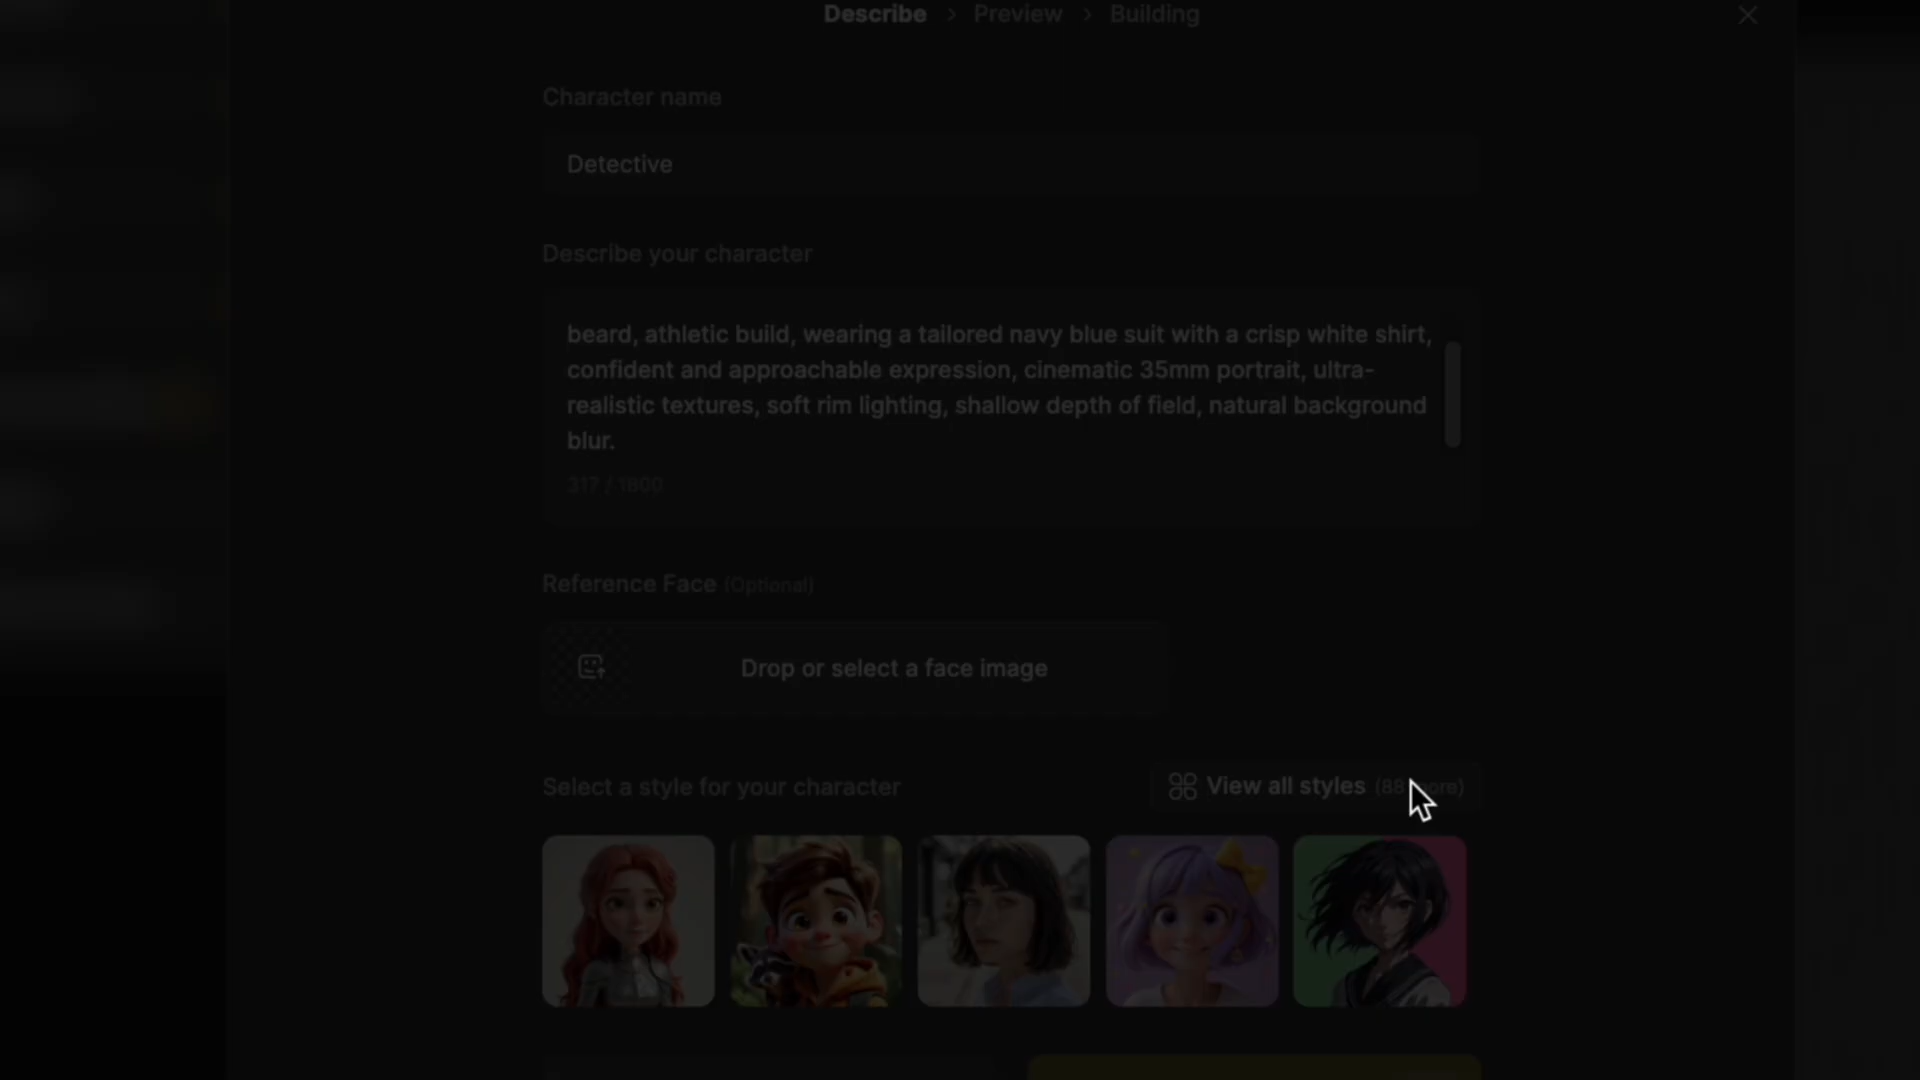 Describe > Preview > Building
Character name
Detective
Describe your character
beard, athletic build, wearing a tailored navy blue suit with a crisp white shirt,
confident and approachable expression, cinematic 35mm portrait, ultra-
realistic textures, soft rim lighting, shallow depth of field, natural background
blur.
317 / 1800
Reference Face (Optional)
Drop or select a face image
Select a style for your character
View all styles